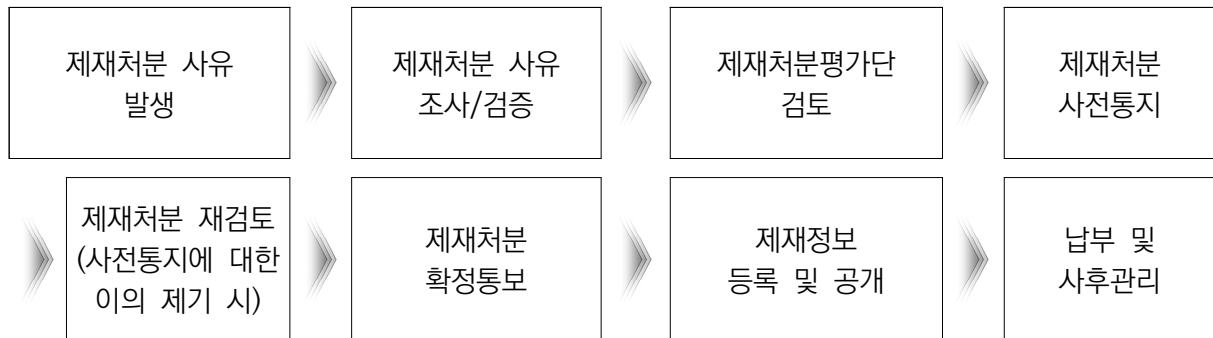 제재처분 사유
발생
제재처분 사유
조사/검증
제재처분평가단
검토
제재처분
사전통지
제재처분 재검토
(사전통지에 대한
이의 제기 시)
제재처분
확정통보
제재정보
등록 및 공개
납부 및
사후관리